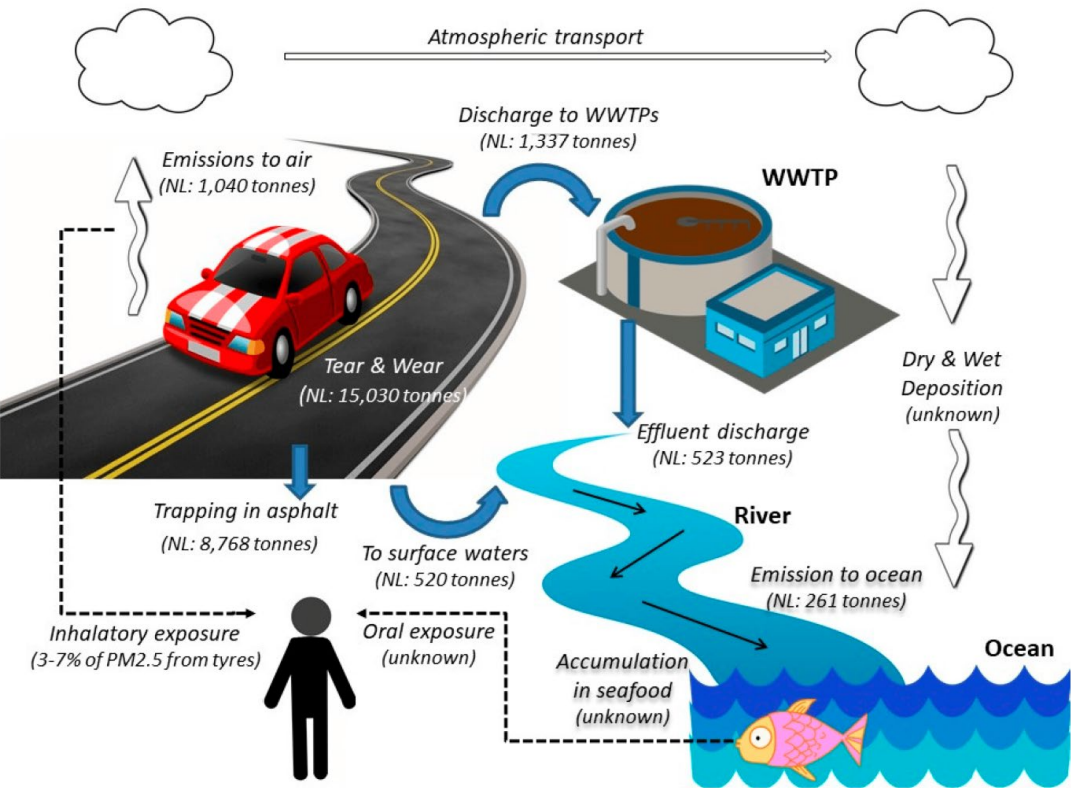 Atmospheric transport
Discharge to WWTPs
(NL: 1,337 tonnes)
Emissions to air
(NL: 1,040 tonnes)
WWTP
Tear & Wear
(NL: 15,030 tonnes)
Dry & Wet
Deposition
(unknown)
Effluent discharge
(NL: 523 tonnes)
Trapping in asphalt
(NL: 8,768 tonnes)
River
To surface waters
(NL: 520 tonnes)
Emission to ocean
(NL: 261 tonnes)
Inhalatory exposure
(3-7% of PM2.5 from tyres)
Oral exposure
(unknown)
Ocean
Accumulation
in seafood
(unknown)